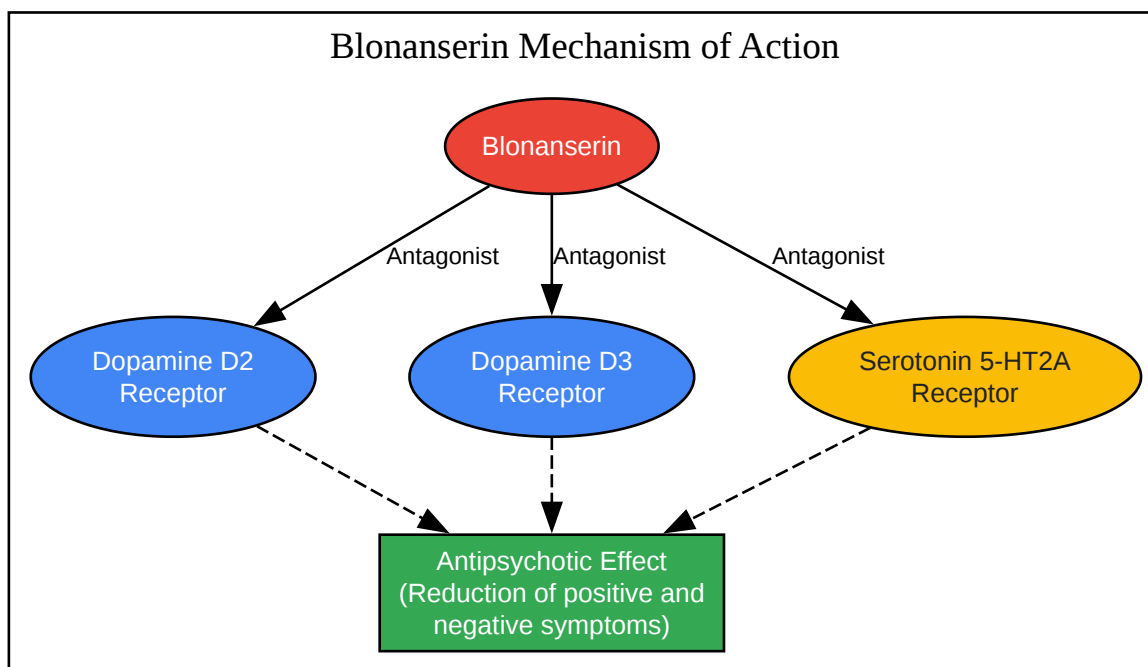 Blonanserin Mechanism of Action
Blonanserin
Antagonist
Antagonist
Antagonist
Dopamine D2
Receptor
Dopamine D3
Receptor
Serotonin 5-HT2A
Receptor
Antipsychotic Effect
(Reduction of positive and
negative symptoms)